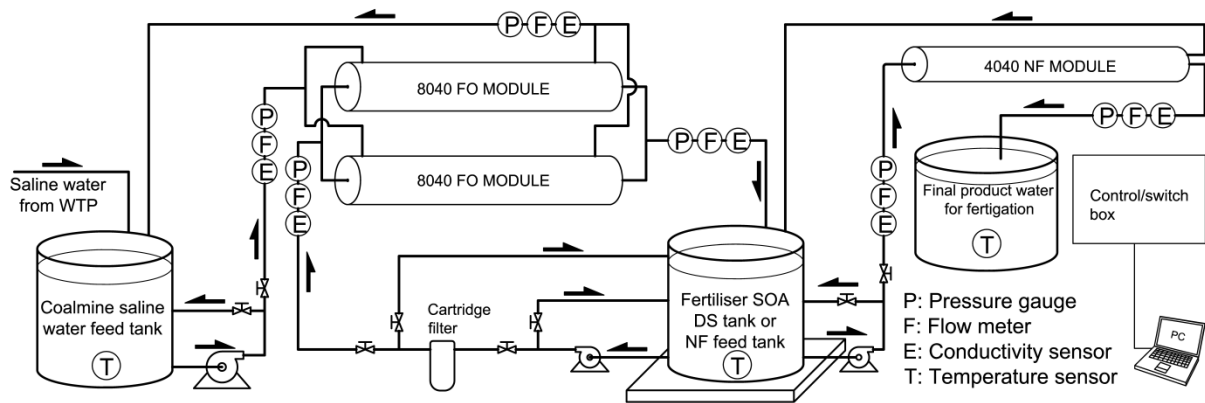 P F E
8040 FO MODULE
4040 NF MODULE
P
F
E
P F E
P F E
Saline water
from WTP
P
F
E
8040 FO MODULE
P
F
E
Final product water
for fertigation
T
Control/switch
box
Coalmine saline
water feed tank
T
Cartridge
filter
Fertiliser SOA
DS tank or
NF feed tank
T
P: Pressure gauge
F: Flow meter
E: Conductivity sensor
T: Temperature sensor
PC